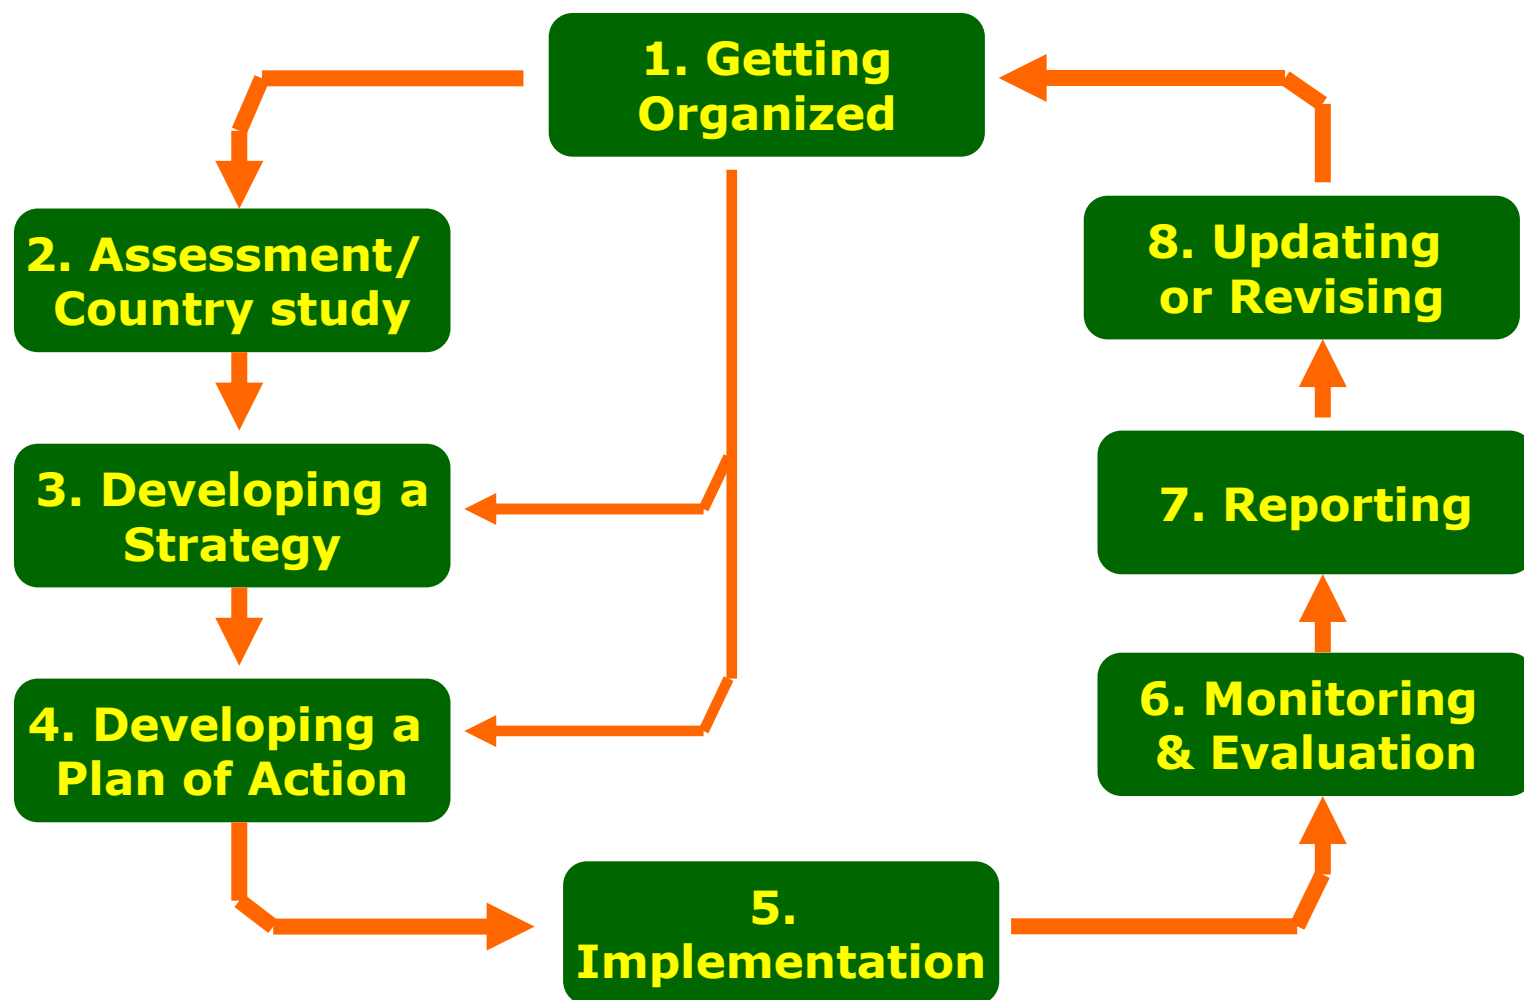 1. Getting
Organized
2. Assessment/
Country study
3. Developing a
Strategy
4. Developing a
Plan of Action
5.
Implementation
6. Monitoring
& Evaluation
7. Reporting
8. Updating
or Revising